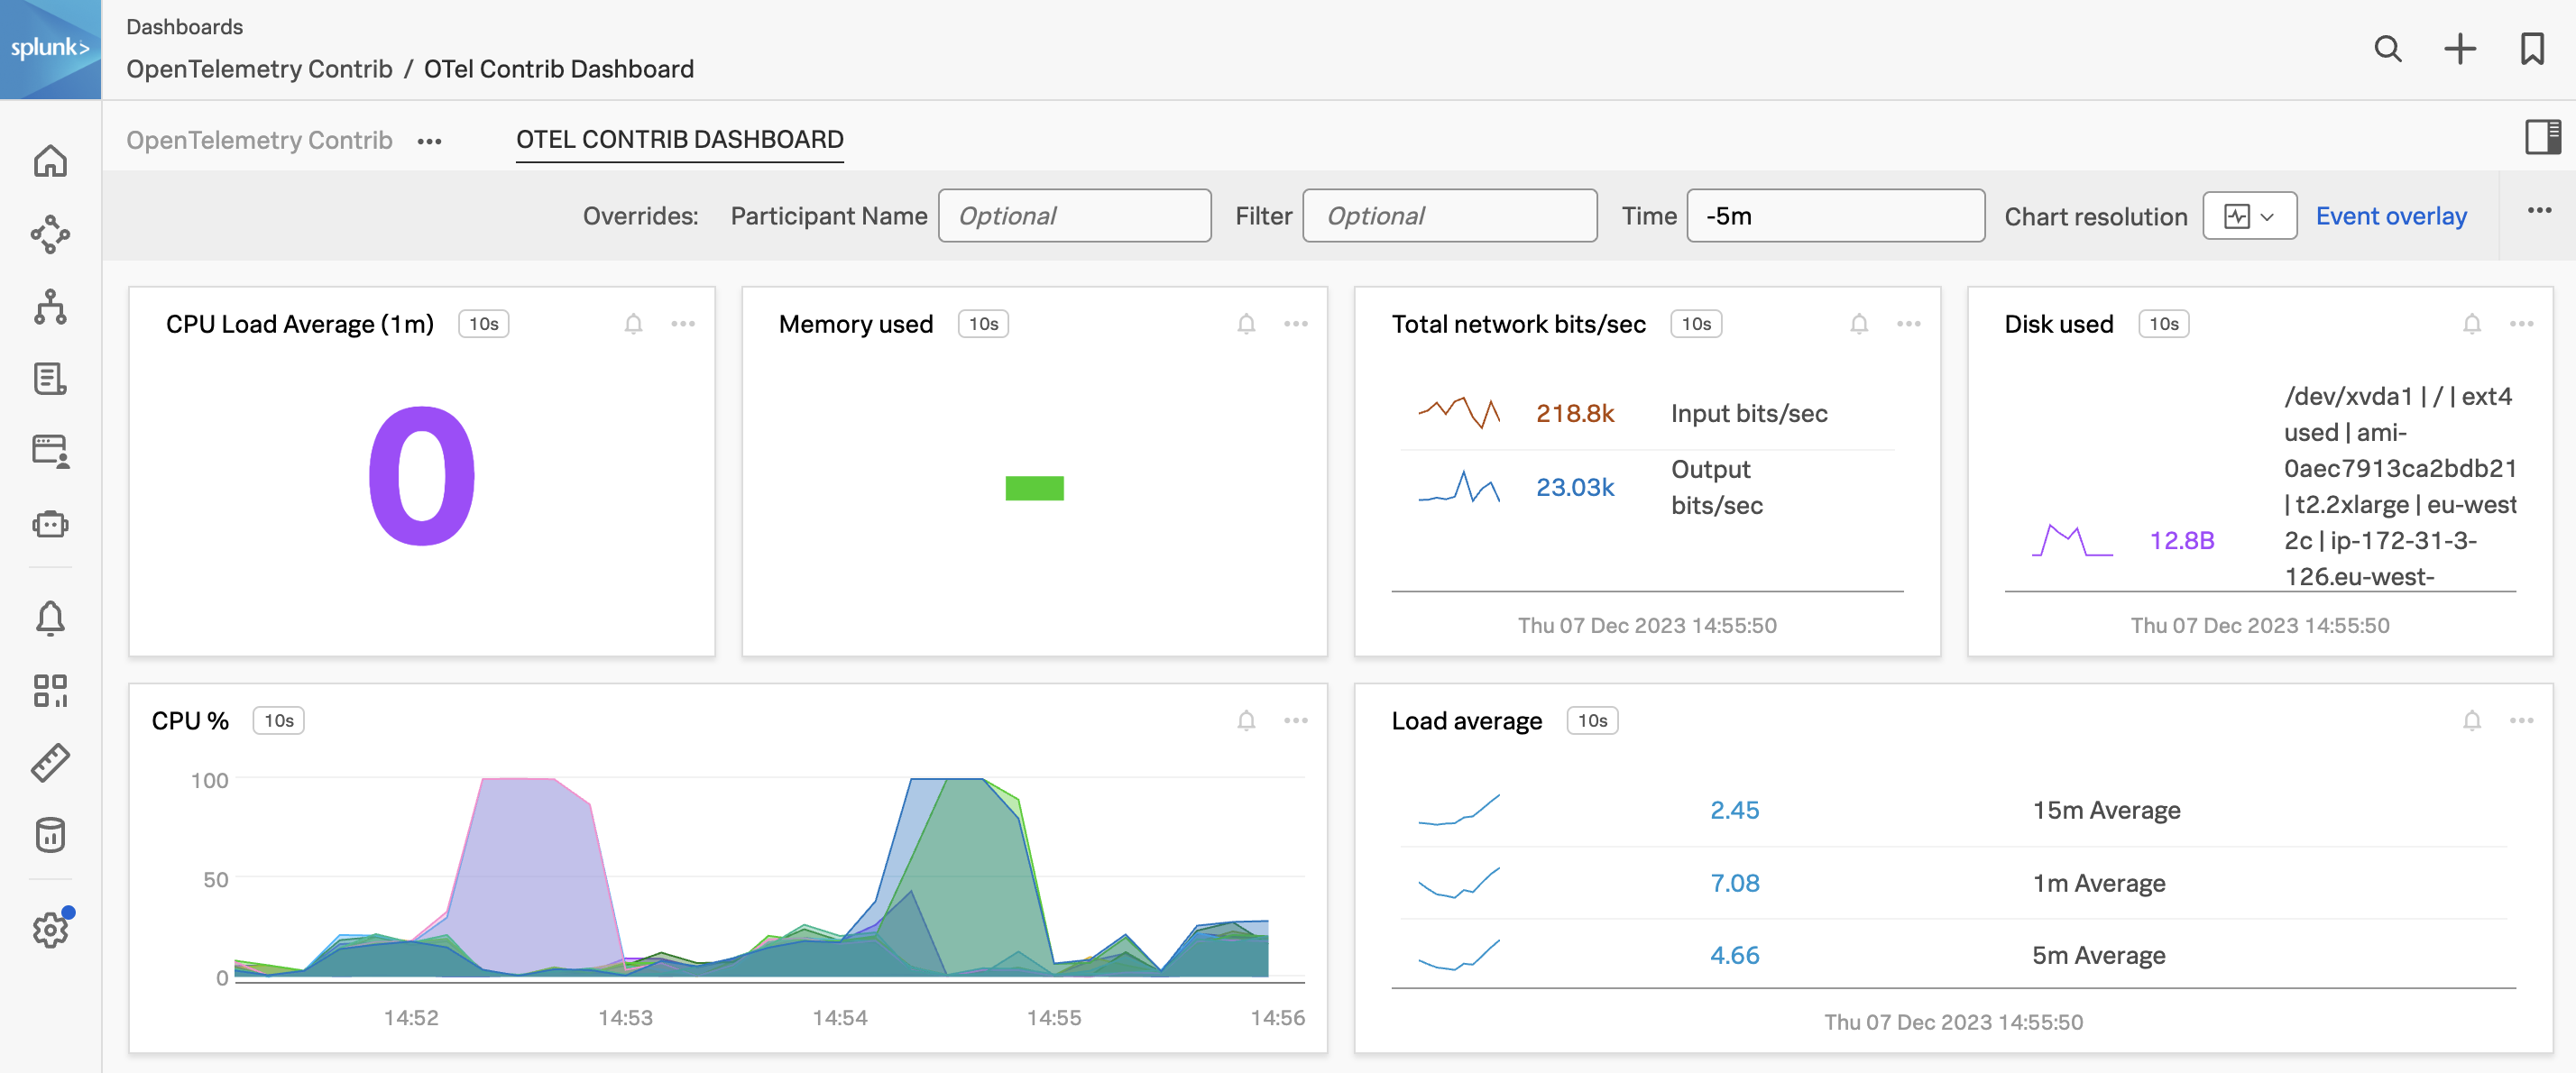 splunk>
Dashboards
OpenTelemetry Contrib / OTel Contrib Dashboard
OpenTelemetry Contrib ••• OTEL CONTRIB DASHBOARD
Overrides: Participant Name Optional Filter Optional Time -5m Chart resolution Event overlay
CPU Load Average (1m) 10s
0
Memory used 10s
Total network bits/sec 10s
218.8k Input bits/sec
23.03k Output
bits/sec
Thu 07 Dec 2023 14:55:50
Disk used 10s
/dev/xvda1 | / | ext4
used | ami-
0aec7913ca2bdb21
| t2.2xlarge | eu-west
12.8B 2c | ip-172-31-3-
126.eu-west-
Thu 07 Dec 2023 14:55:50
CPU % 10s
100
50
0
14:52 14:53 14:54 14:55 14:56
Load average 10s
2.45 15m Average
7.08 1m Average
4.66 5m Average
Thu 07 Dec 2023 14:55:50